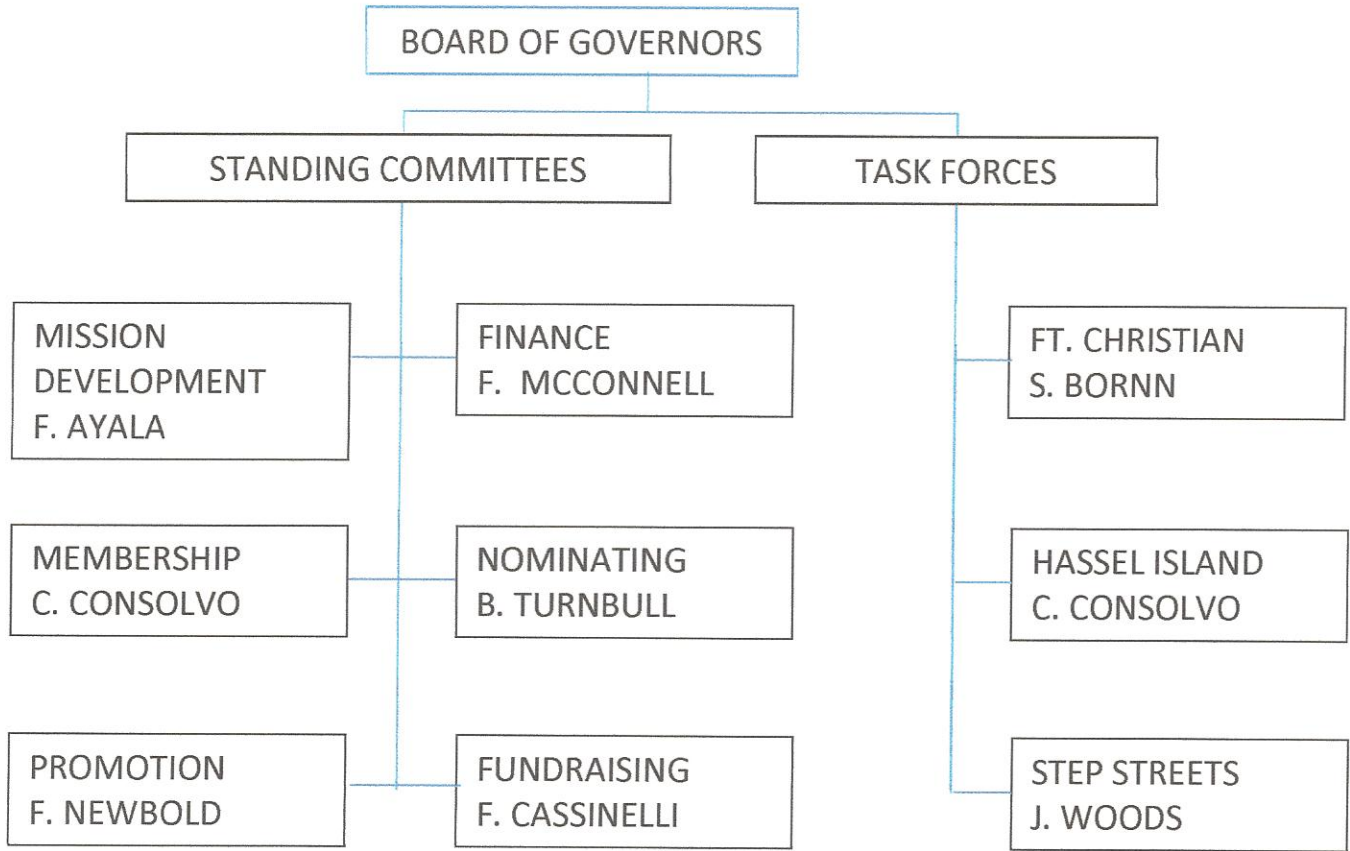 BOARD OF GOVERNORS
STANDING COMMITTEES
TASK FORCES
MISSION
DEVELOPMENT
F. AYALA
FINANCE
F. MCCONNELL
FT. CHRISTIAN
S. BORNN
MEMBERSHIP
C. CONSOLVO
NOMINATING
B. TURNBULL
HASSEL ISLAND
C. CONSOLVO
PROMOTION
F. NEWBOLD
FUNDRAISING
F. CASSINELLI
STEP STREETS
J. WOODS